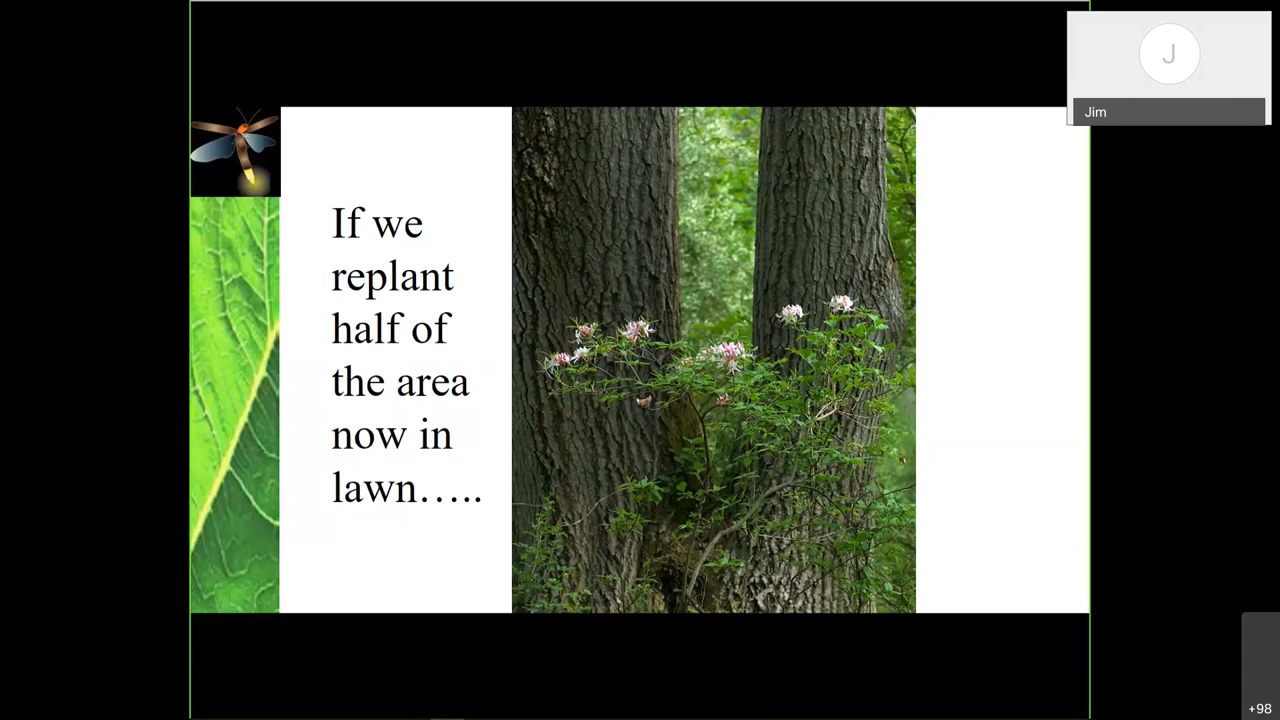 J
Jim
If we
replant
half of
the area
now in
lawn…..
+98